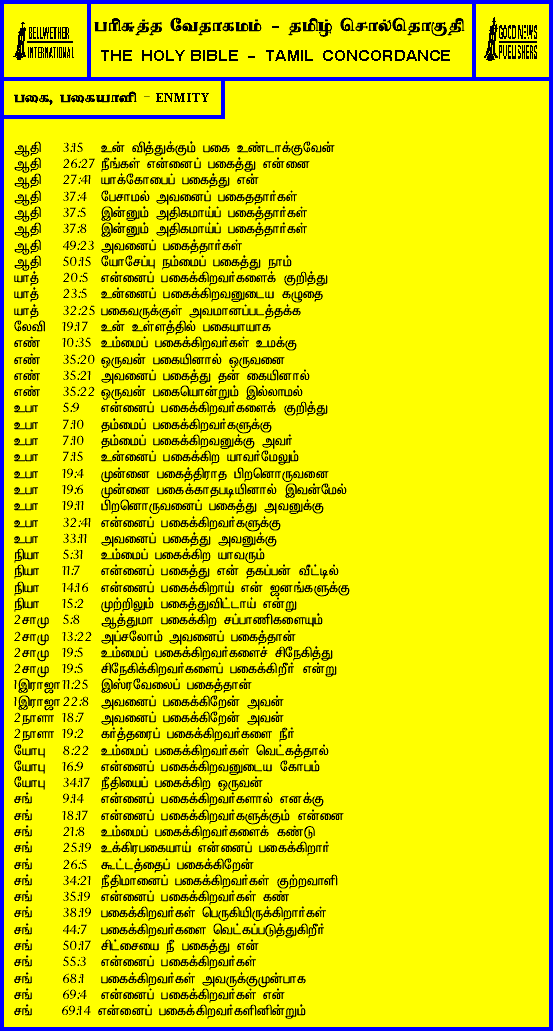 BELLWETHER
INTERNATIONAL
பரிசுத்த வேதாகமம் - தமிழ் சொல்தொகுதி
THE HOLY BIBLE - TAMIL CONCORDANCE
GOOD NEWS
PUBLISHERS
பகை, பகையாளி - ENMITY
ஆதி 3:15 உன் வித்துக்கும் பகை உண்டாக்குவேன்
ஆதி 26:27 நீங்கள் என்னைப் பகைத்து என்னை
ஆதி 27:41 யாக்கோபைப் பகைத்து என்
ஆதி 37:4 பேசாமல் அவனைப் பகைததார்கள்
ஆதி 37:5 இன்னும் அதிகமாய்ப் பகைத்தார்கள்
ஆதி 37:8 இன்னும் அதிகமாய்ப் பகைத்தார்கள்
ஆதி 49:23 அவனைப் பகைத்தார்கள்
ஆதி 50:15 யோசேப்பு நம்மைப் பகைத்து நாம்
யாத் 20:5 என்னைப் பகைக்கிறவர்களைக் குறித்து
யாத் 23:5 உன்னைப் பகைக்கிறவனுடைய கழுதை
யாத் 32:25 பகைவருக்குள் அவமானப்படத்தக்க
லேவி 19:17 உன் உள்ளத்தில் பகையாயாக
எண் 10:35 உம்மைப் பகைக்கிறவர்கள் உமக்கு
எண் 35:20 ஒருவன் பகையினால் ஒருவனை
எண் 35:21 அவனைப் பகைத்து தன் கையினால்
எண் 35:22 ஒருவன் பகையொன்றும் இல்லாமல்
உபா 5:9 என்னைப் பகைக்கிறவர்களைக் குறித்து
உபா 7:10 தம்மைப் பகைக்கிறவர்களுக்கு
உபா 7:10 தம்மைப் பகைக்கிறவனுக்கு அவர்
உபா 7:15 உன்னைப் பகைக்கிற யாவர்மேலும்
உபா 19:4 முன்னே பகைத்திராத பிறனொருவனை
உபா 19:6 முன்னே பகைக்காதபடியினால் இவன்மேல்
உபா 19:11 பிறனொருவனைப் பகைத்து அவனுக்கு
உபா 32:41 என்னைப் பகைக்கிறவர்களுக்கு
உபா 33:11 அவனைப் பகைத்து அவனுக்கு
நியா 5:31 உம்மைப் பகைக்கிற யாவரும்
நியா 11:7 என்னைப் பகைத்து என் தகப்பன் வீட்டில்
நியா 14:16 என்னைப் பகைக்கிறாய் என் ஜனங்களுக்கு
நியா 15:2 முற்றிலும் பகைத்துவிட்டாய் என்று
2சாமு 5:8 ஆத்துமா பகைக்கிற சப்பாணிகளையும்
2சாமு 13:22 அப்சலோம் அவனைப் பகைத்தான்
2சாமு 19:5 உம்மைப் பகைக்கிறவர்களைச் சிநேகித்து
2சாமு 19:5 சிநேகிக்கிறவர்களைப் பகைக்கிறீர் என்று
1இராஜா 11:25 இஸ்ரவேலைப் பகைத்தான்
1இராஜா 22:8 அவனைப் பகைக்கிறேன் அவன்
2நாளா 18:7 அவனைப் பகைக்கிறேன் அவன்
2நாளா 19:2 கர்த்தரைப் பகைக்கிறவர்களை நீர்
யோபு 8:22 உம்மைப் பகைக்கிறவர்கள் வெட்கத்தால்
யோபு 16:9 என்னைப் பகைக்கிறவனுடைய கோபம்
யோபு 34:17 நீதியைப் பகைக்கிற ஒருவன்
சங் 9:14 என்னைப் பகைக்கிறவர்களால் எனக்கு
சங் 18:17 என்னைப் பகைக்கிறவர்களுக்கும் என்னை
சங் 21:8 உம்மைப் பகைக்கிறவர்களைக் கண்டு
சங் 25:19 உக்கிரபகையாய் என்னைப் பகைக்கிறார்
சங் 26:5 கூட்டத்தைப் பகைக்கிறேன்
சங் 34:21 நீதிமானைப் பகைக்கிறவர்கள் குற்றவாளி
சங் 35:19 என்னைப் பகைக்கிறவர்கள் கண்
சங் 38:19 பகைக்கிறவர்கள் பெருகியிருக்கிறார்கள்
சங் 44:7 பகைக்கிறவர்களை வெட்கப்படுத்துகிறீர்
சங் 50:17 சிட்சையை நீ பகைத்து என்
சங் 55:3 என்னைப் பகைக்கிறவர்கள்
சங் 68:1 பகைக்கிறவர்கள் அவருக்குமுன்பாக
சங் 69:4 என்னைப் பகைக்கிறவர்கள் என்
சங் 69:14 என்னைப் பகைக்கிறவர்களினின்றும்